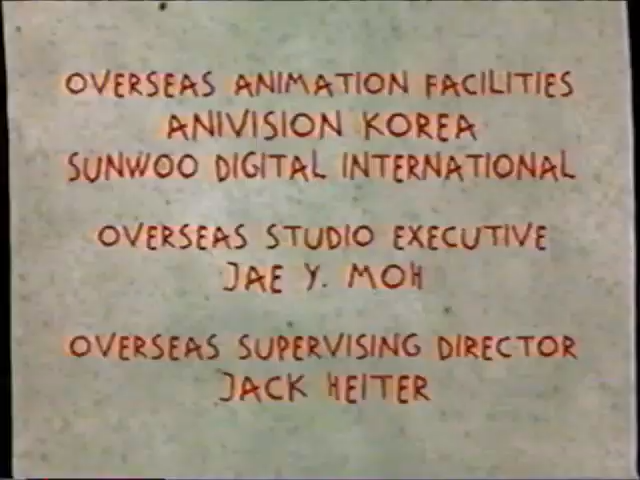 OVERSEAS ANIMATION FACILITIES
ANIVISION KOREA
SUNWOO DIGITAL INTERNATIONAL
OVERSEAS STUDIO EXECUTIVE
JAE Y. MOH
OVERSEAS SUPERVISING DIRECTOR
JACK HEITER